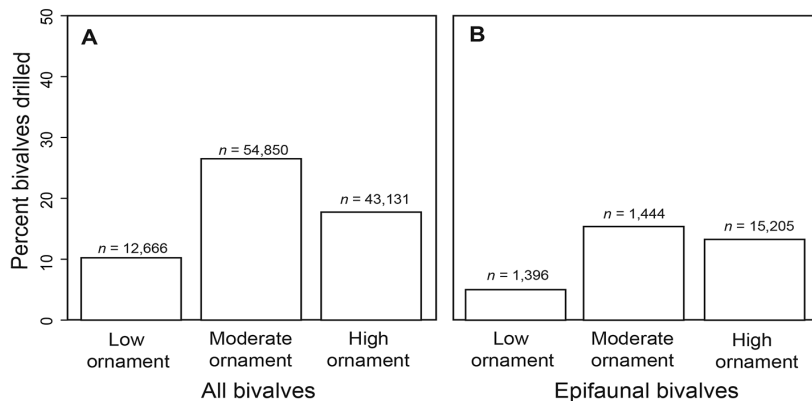 Percent bivalves drilled
50
40
30
20
10
0
A
n = 12,666
n = 54,850
n = 43,131
Low ornament
Moderate ornament
High ornament
All bivalves
B
n = 1,396
n = 1,444
n = 15,205
Low ornament
Moderate ornament
High ornament
Epifaunal bivalves